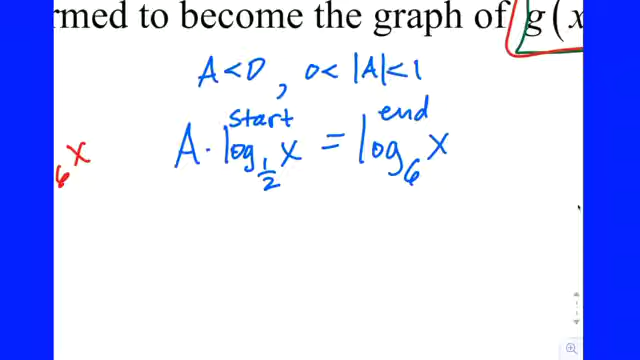 rmed to become the graph of g(x
A < 0 , 0 < |A| < 1
start end
A · log_{1/2} x = log_6 x
6 x